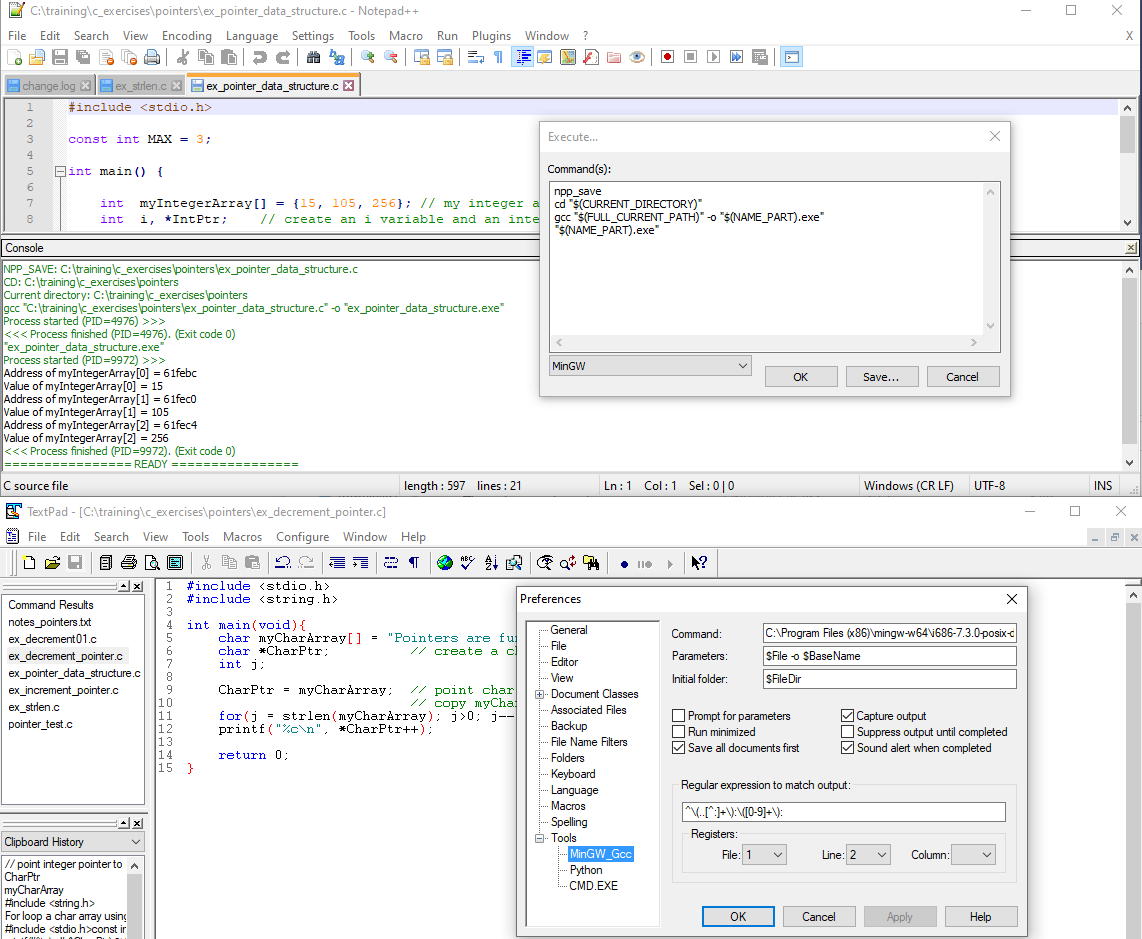 C:\training\c_exercises\pointers\ex_pointer_data_structure.c - Notepad++
File Edit Search View Encoding Language Settings Tools Macro Run Plugins Window ? X
change.log ex_strlen.c ex_pointer_data_structure.c
1 #include <stdio.h>
2
3 const int MAX = 3;
4
5 int main() {
6
7 int myIntegerArray[] = {15, 105, 256}; // my integer a
8 int i, *IntPtr; // create an i variable and an inte
Execute...
Command(s):
npp_save
cd "$(CURRENT_DIRECTORY)"
gcc "$(FULL_CURRENT_PATH)" -o "$(NAME_PART).exe"
"$(NAME_PART).exe"
MinGW
OK Save... Cancel
Console
NPP_SAVE: C:\training\c_exercises\pointers\ex_pointer_data_structure.c
CD: C:\training\c_exercises\pointers
Current directory: C:\training\c_exercises\pointers
gcc "C:\training\c_exercises\pointers\ex_pointer_data_structure.c" -o "ex_pointer_data_structure.exe"
Process started (PID=4976) >>>
<<< Process finished (PID=4976). (Exit code 0)
"ex_pointer_data_structure.exe"
Process started (PID=9972) >>>
Address of myIntegerArray[0] = 61febc
Value of myIntegerArray[0] = 15
Address of myIntegerArray[1] = 61fec0
Value of myIntegerArray[1] = 105
Address of myIntegerArray[2] = 61fec4
Value of myIntegerArray[2] = 256
<<< Process finished (PID=9972). (Exit code 0)
================ READY ================
C source file length : 597 lines : 21 Ln : 1 Col : 1 Sel : 0 | 0 Windows (CR LF) UTF-8 INS
TextPad - [C:\training\c_exercises\pointers\ex_decrement_pointer.c]
File Edit Search View Tools Macros Configure Window Help
Command Results
notes_pointers.txt
ex_decrement01.c
ex_decrement_pointer.c
ex_pointer_data_structure.c
ex_increment_pointer.c
ex_strlen.c
pointer_test.c
Clipboard History
// point integer pointer to
CharPtr
myCharArray
#include <string.h>
For loop a char array using
#include <stdio.h>const in
1 #include <stdio.h>
2 #include <string.h>
3
4 int main(void){
5 char myCharArray[] = "Pointers are fu
6 char *CharPtr; // create a c
7 int j;
8
9 CharPtr = myCharArray; // point char
10 // copy myCha
11 for(j = strlen(myCharArray); j>0; j--
12 printf("%c\n", *CharPtr++);
13
14 return 0;
15 }
Preferences
General
File
Editor
View
Document Classes
Associated Files
Backup
File Name Filters
Folders
Keyboard
Language
Macros
Spelling
Tools
MinGW_Gcc
Python
CMD.EXE
Command: C:\Program Files (x86)\mingw-w64\i686-7.3.0-posix-d
Parameters: $File -o $BaseName
Initial folder: $FileDir
Prompt for parameters Capture output
Run minimized Suppress output until completed
Save all documents first Sound alert when completed
Regular expression to match output:
^\(..[^:]+\):\([0-9]+\):
Registers:
File: 1 Line: 2 Column:
OK Cancel Apply Help